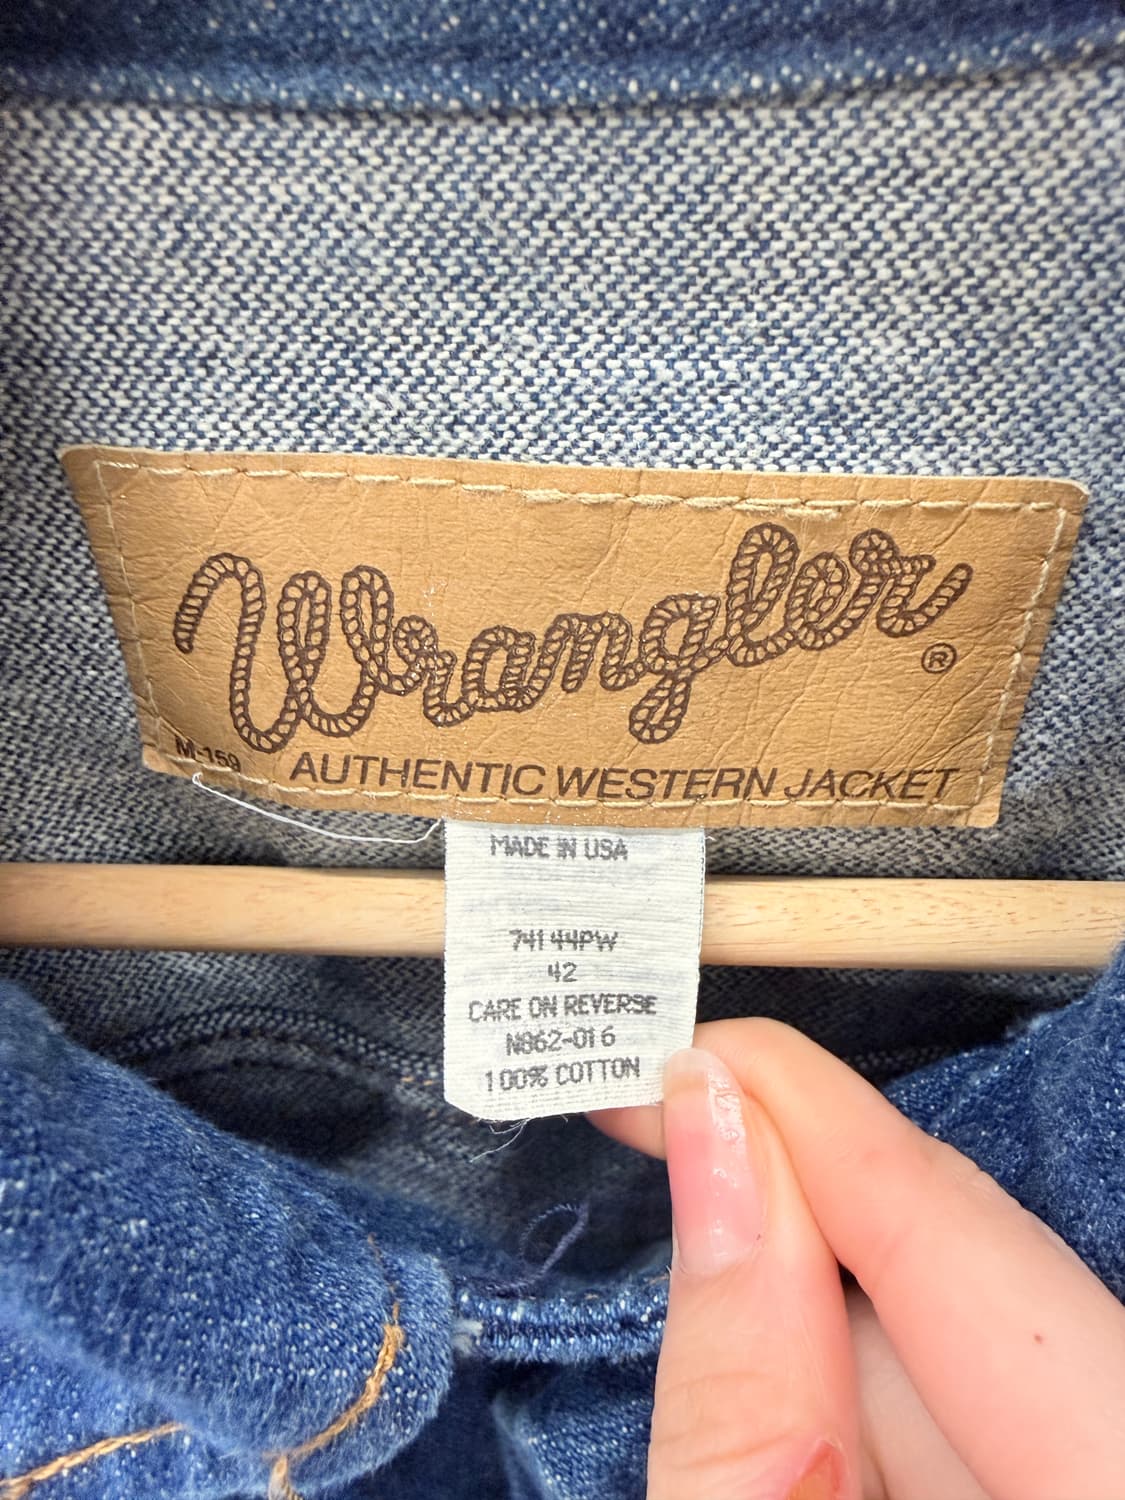 Wrangler ®
M-159
AUTHENTIC WESTERN JACKET
MADE IN USA
74144PW
42
CARE ON REVERSE
N862-016
100% COTTON